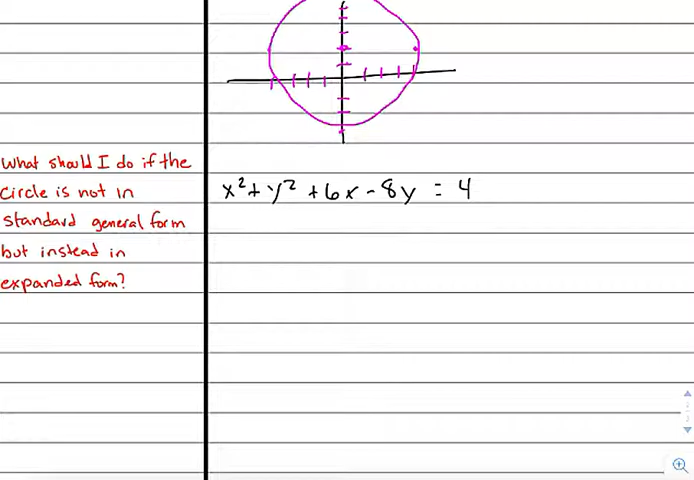 What should I do if the
Circle is not in
standard general form
but instead in
expanded form?
x² + y² + 6x - 8y = 4